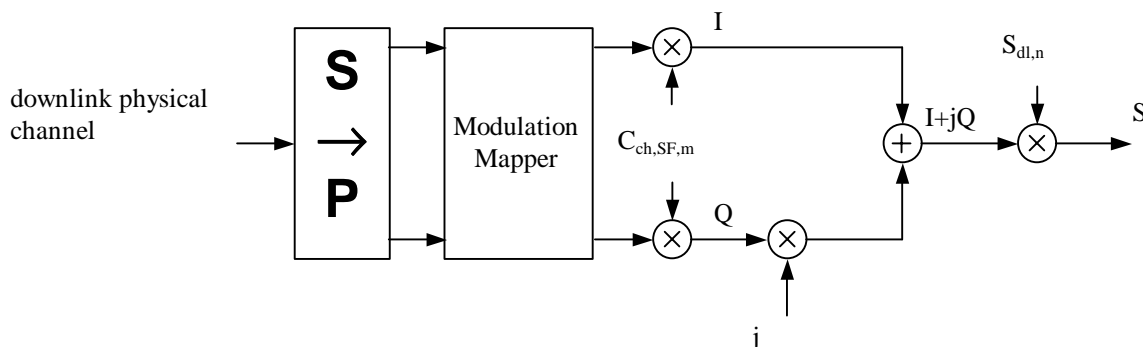 downlink physical
channel
S
→
P
Modulation
Mapper
I
C_ch,SF,m
Q
j
I+jQ
S_dl,n
S